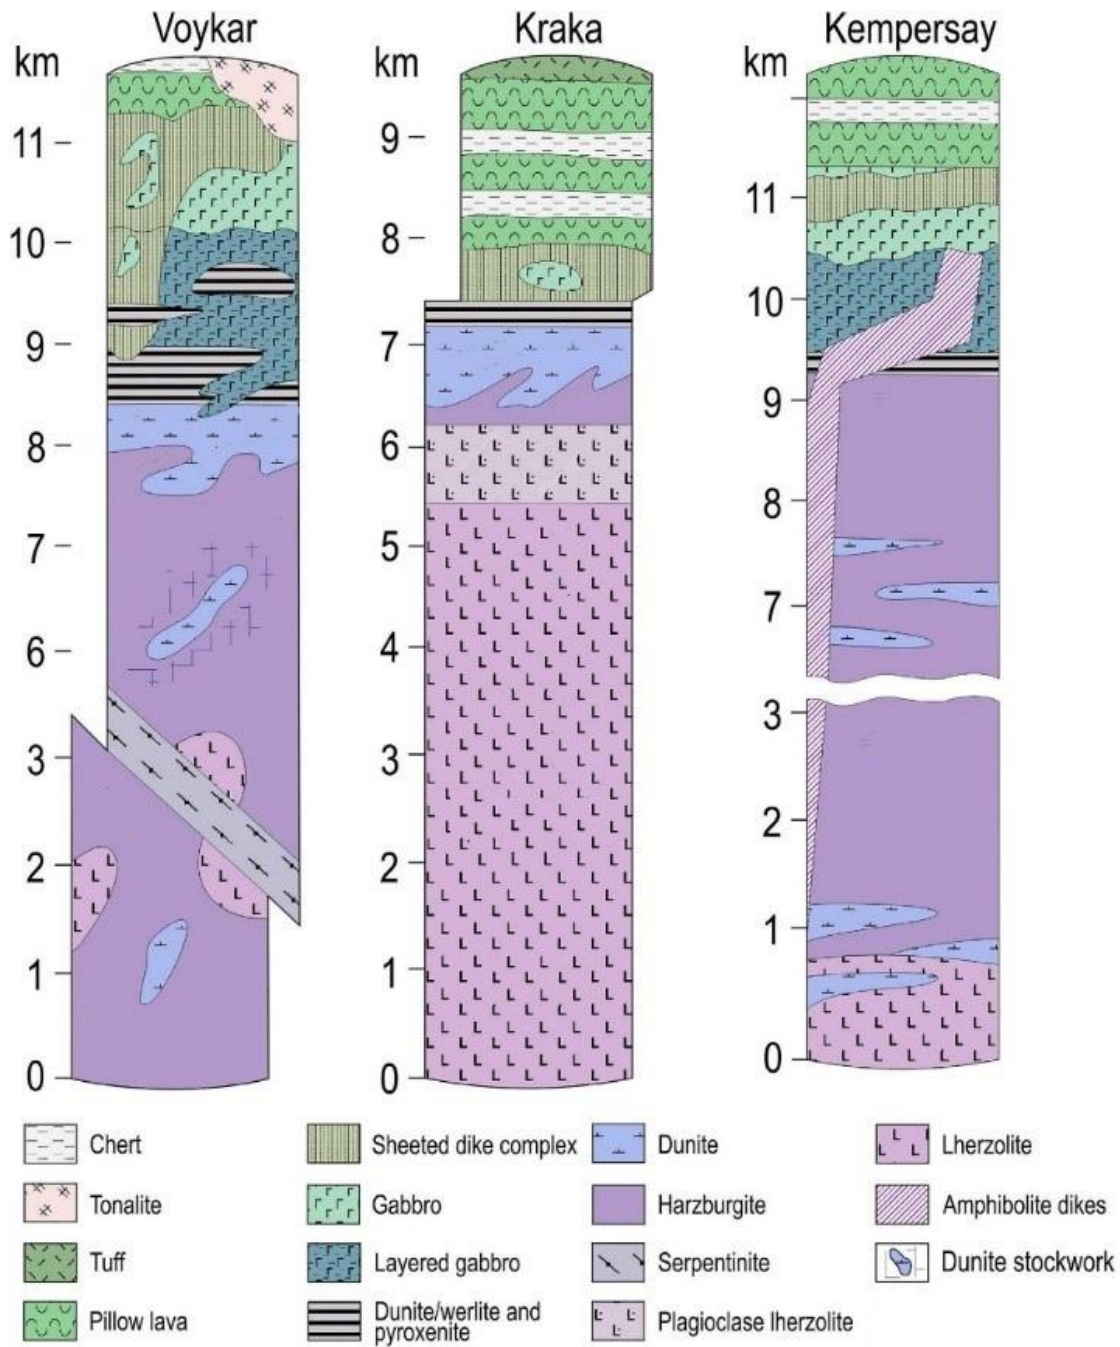 Voykar
Kraka
Kempersay
km
11
10
9
8
7
6
3
2
1
0
km
9
8
7
6
5
4
3
2
1
0
km
11
10
9
8
7
3
2
1
0
Chert
Tonalite
Tuff
Pillow lava
Sheeted dike complex
Gabbro
Layered gabbro
Dunite/werlite and
pyroxenite
Dunite
Harzburgite
Serpentinite
Plagioclase lherzolite
Lherzolite
Amphibolite dikes
Dunite stockwork